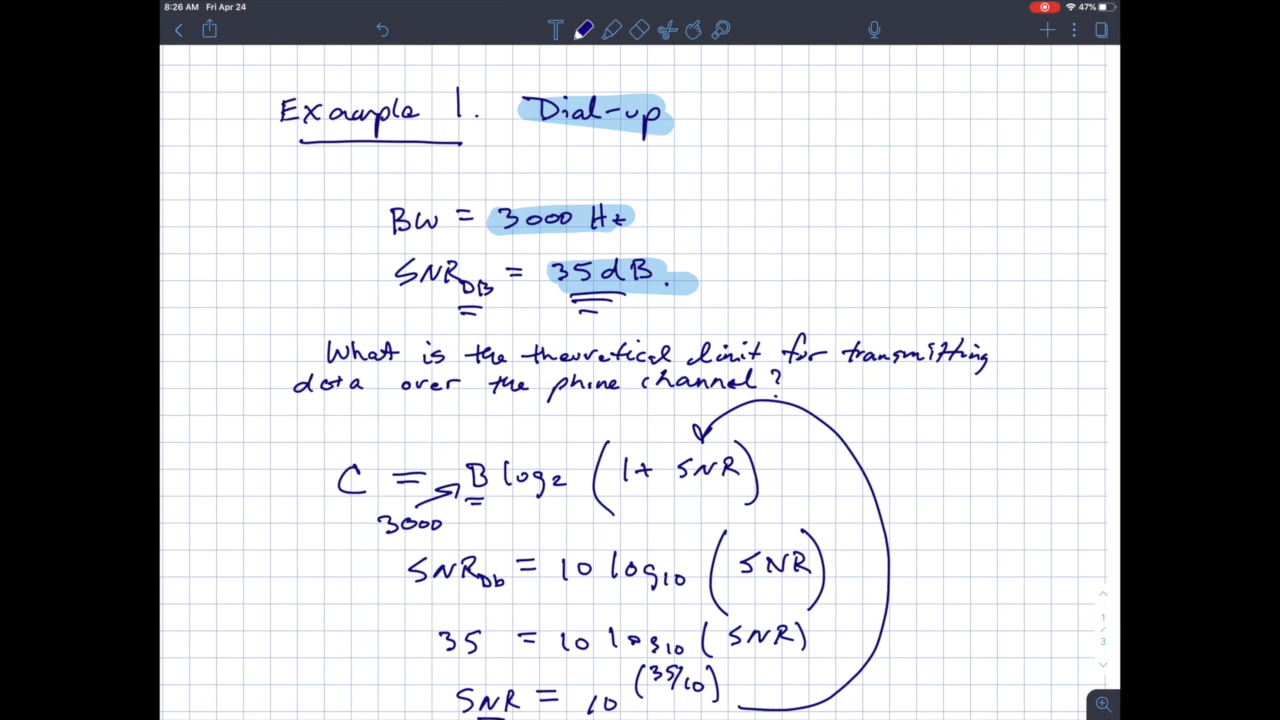 8:26 AM Fri Apr 24
47%
Example 1. Dial-up
BW = 3000 Hz
SNR_DB = 35 dB.
What is the theoretical limit for transmitting
data over the phone channel?
C = B log2 (1+ SNR)
3000
SNR_Db = 10 log10 (SNR)
35 = 10 log10 (SNR)
SNR = 10^(35/10)
1
/
3